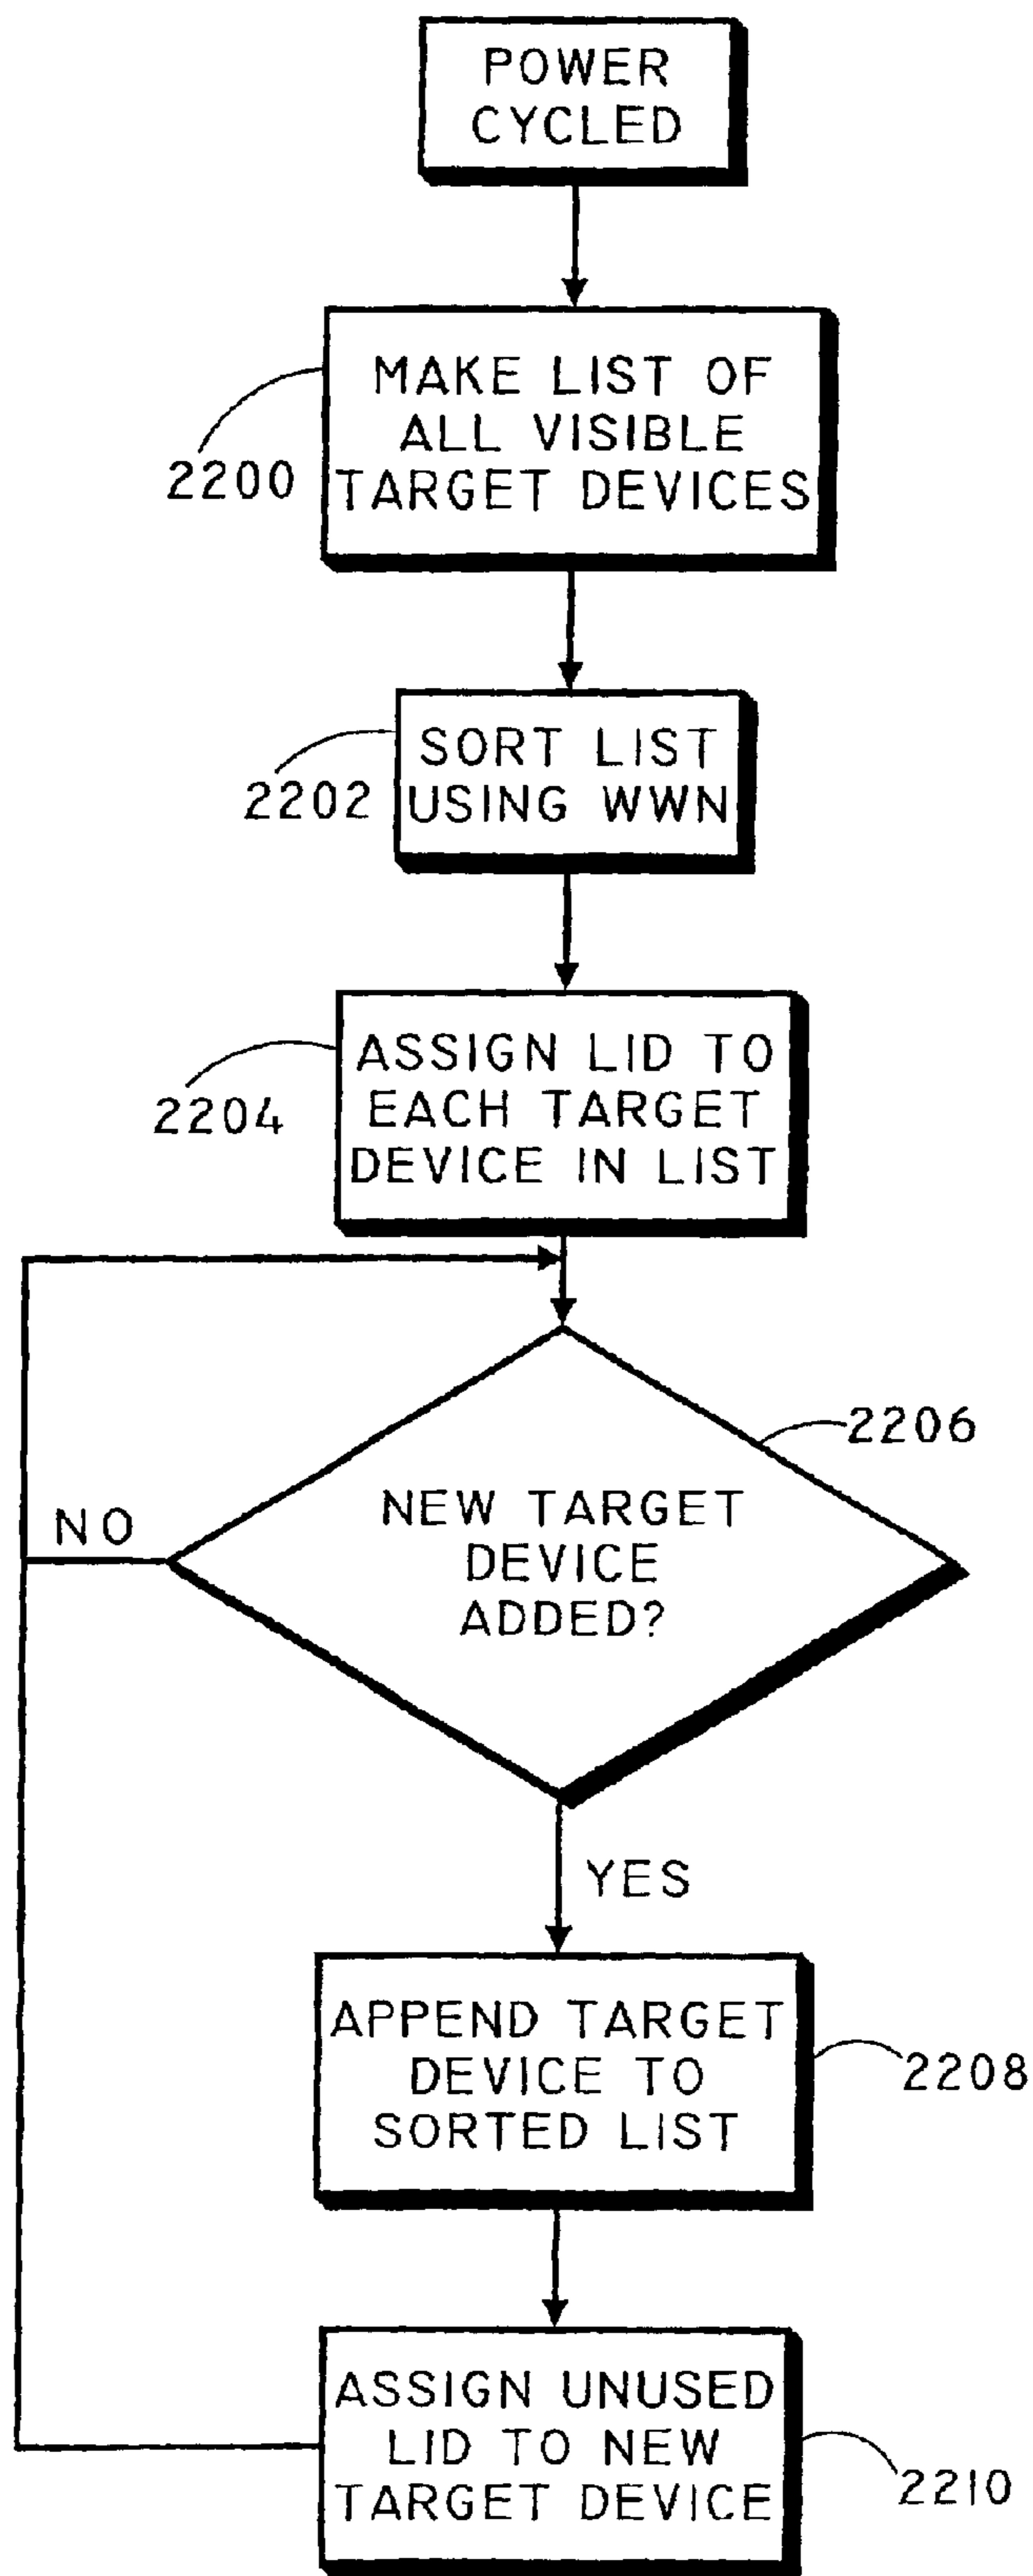 POWER
CYCLED
MAKE LIST OF
ALL VISIBLE
TARGET DEVICES
2200
SORT LIST
USING WWN
2202
ASSIGN LID TO
EACH TARGET
DEVICE IN LIST
2204
2206
NEW TARGET
DEVICE
ADDED?
NO
YES
APPEND TARGET
DEVICE TO
SORTED LIST
2208
ASSIGN UNUSED
LID TO NEW
TARGET DEVICE
2210